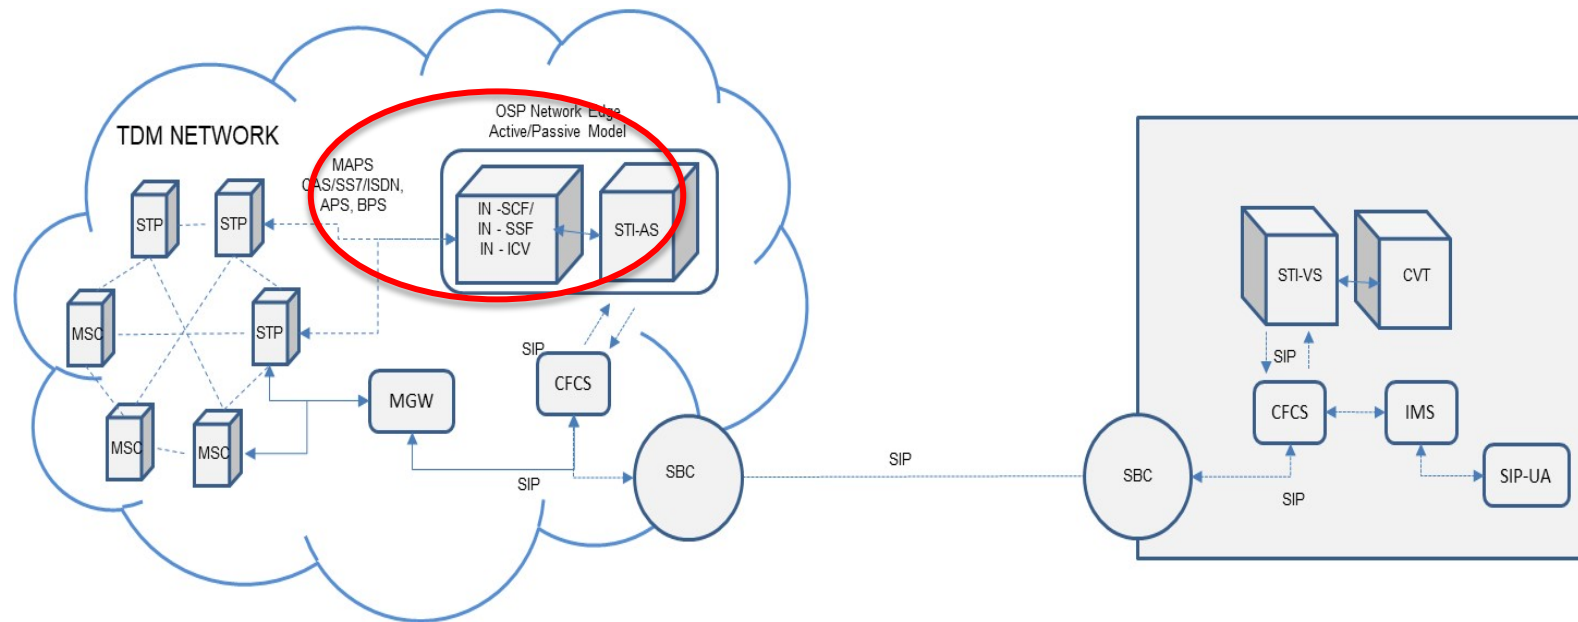 OSP Network Edge
Active/Passive Model
TDM NETWORK
MAPS
CAS/SS7/ISDN,
APS, BPS
STP
STP
IN -SCF/
IN - SSF
IN - ICV
STI-AS
STI-VS
CVT
MSC
STP
SIP
SIP
CFCS
MGW
CFCS
IMS
MSC
MSC
SIP
SBC
SIP
SBC
SIP
SIP-UA